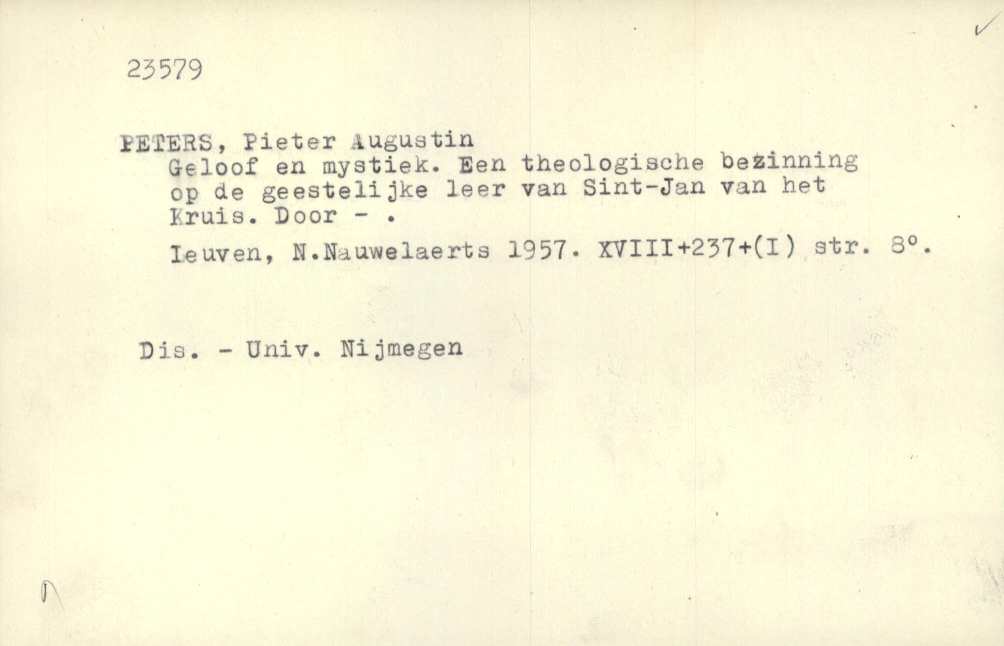 23579
PETERS, Pieter Augustin
Geloof en mystiek. Een theologische bezinning
op de geestelijke leer van Sint-Jan van het
Kruis. Door - .
Leuven, N.Nauwelaerts 1957. XVIII+237+(I) str. 8°.
Dis. - Univ. Nijmegen